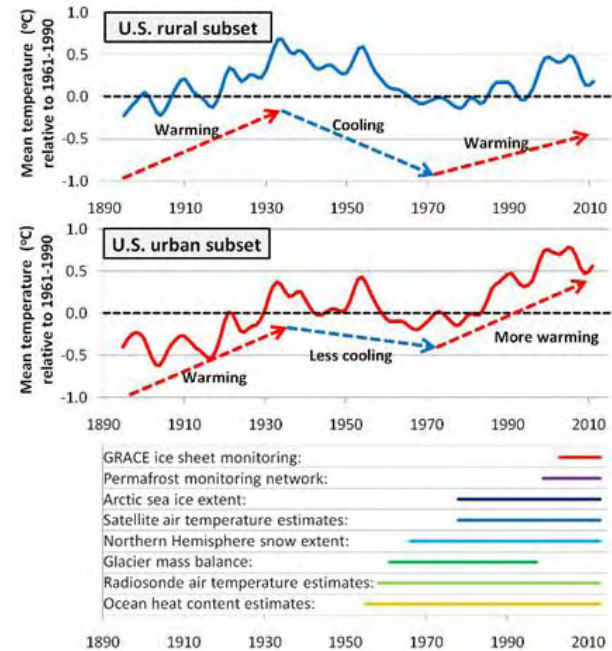 Mean temperature (°C)
relative to 1961-1990
1.0
0.5
0.0
-0.5
-1.0
U.S. rural subset
Warming
Cooling
Warming
1890 1910 1930 1950 1970 1990 2010
Mean temperature (°C)
relative to 1961-1990
1.0
0.5
0.0
-0.5
-1.0
U.S. urban subset
Warming
Less cooling
More warming
1890 1910 1930 1950 1970 1990 2010
GRACE ice sheet monitoring:
Permafrost monitoring network:
Arctic sea ice extent:
Satellite air temperature estimates:
Northern Hemisphere snow extent:
Glacier mass balance:
Radiosonde air temperature estimates:
Ocean heat content estimates:
1890 1910 1930 1950 1970 1990 2010